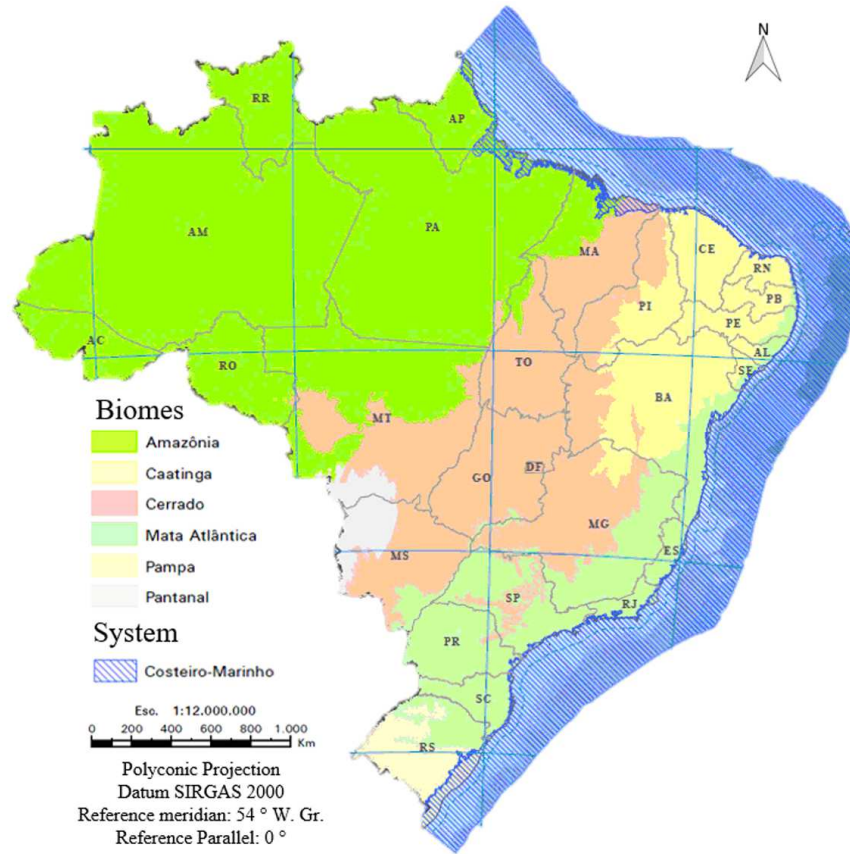 N
RR
AP
AM
PA
MA
CE
RN
PB
PI
PE
AC
AL
RO
TO
SE
BA
MT
Biomes
Amazônia
DF
Caatinga
GO
Cerrado
MG
Mata Atlântica
ES
MS
Pampa
SP
Pantanal
RJ
System
PR
Costeiro-Marinho
SC
Esc. 1:12.000.000
0 200 400 600 800 1.000
Km
RS
Polyconic Projection
Datum SIRGAS 2000
Reference meridian: 54 ° W. Gr.
Reference Parallel: 0 °